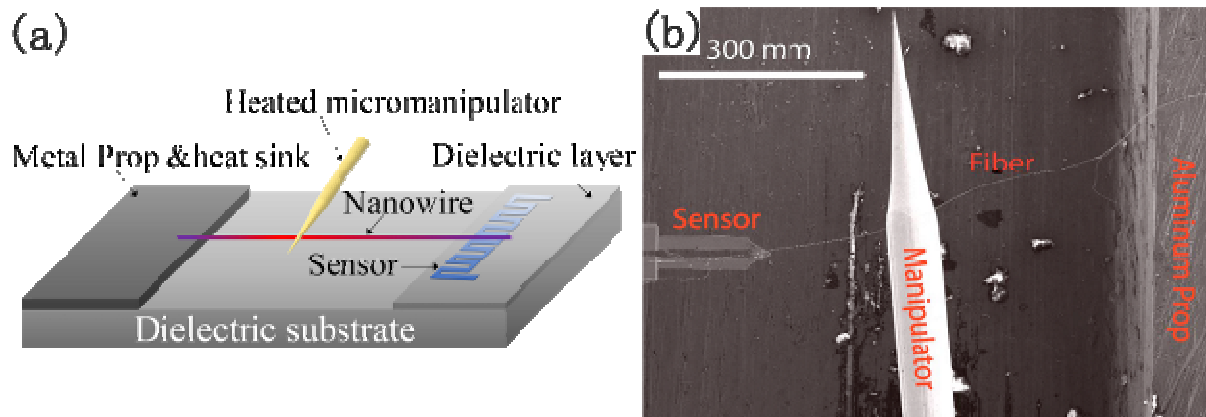 (a)
Heated micromanipulator
Metal Prop &heat sink
Dielectric layer
Nanowire
Sensor
Dielectric substrate
(b)
300 mm
Fiber
Sensor
Manipulator
Aluminum Prop